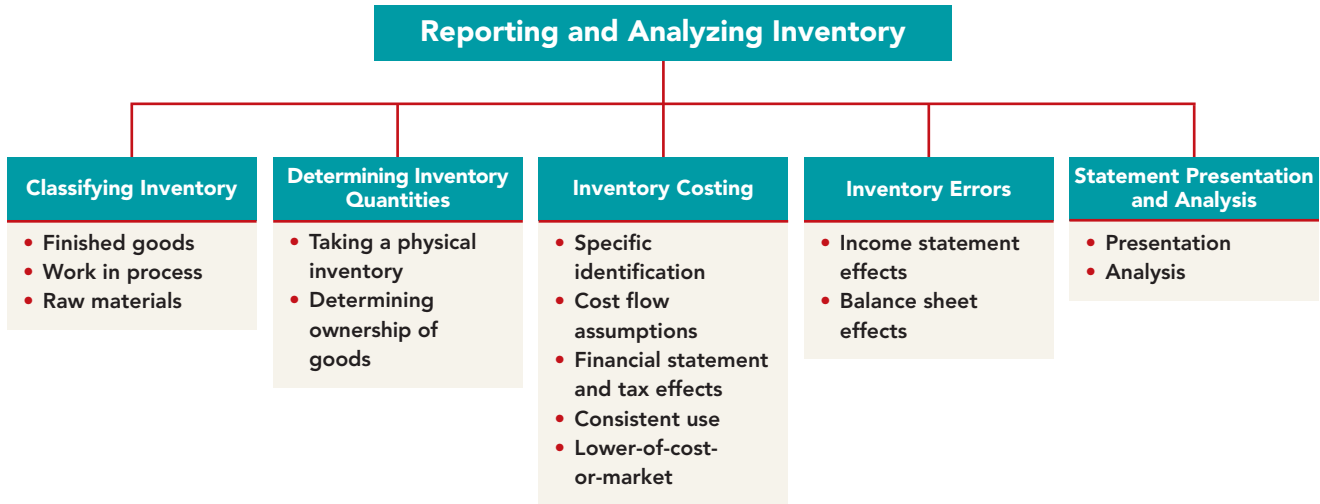 Reporting and Analyzing Inventory
Classifying Inventory
• Finished goods
• Work in process
• Raw materials
Determining Inventory
Quantities
• Taking a physical
inventory
• Determining
ownership of
goods
Inventory Costing
• Specific
identification
• Cost flow
assumptions
• Financial statement
and tax effects
• Consistent use
• Lower-of-cost-
or-market
Inventory Errors
• Income statement
effects
• Balance sheet
effects
Statement Presentation
and Analysis
• Presentation
• Analysis